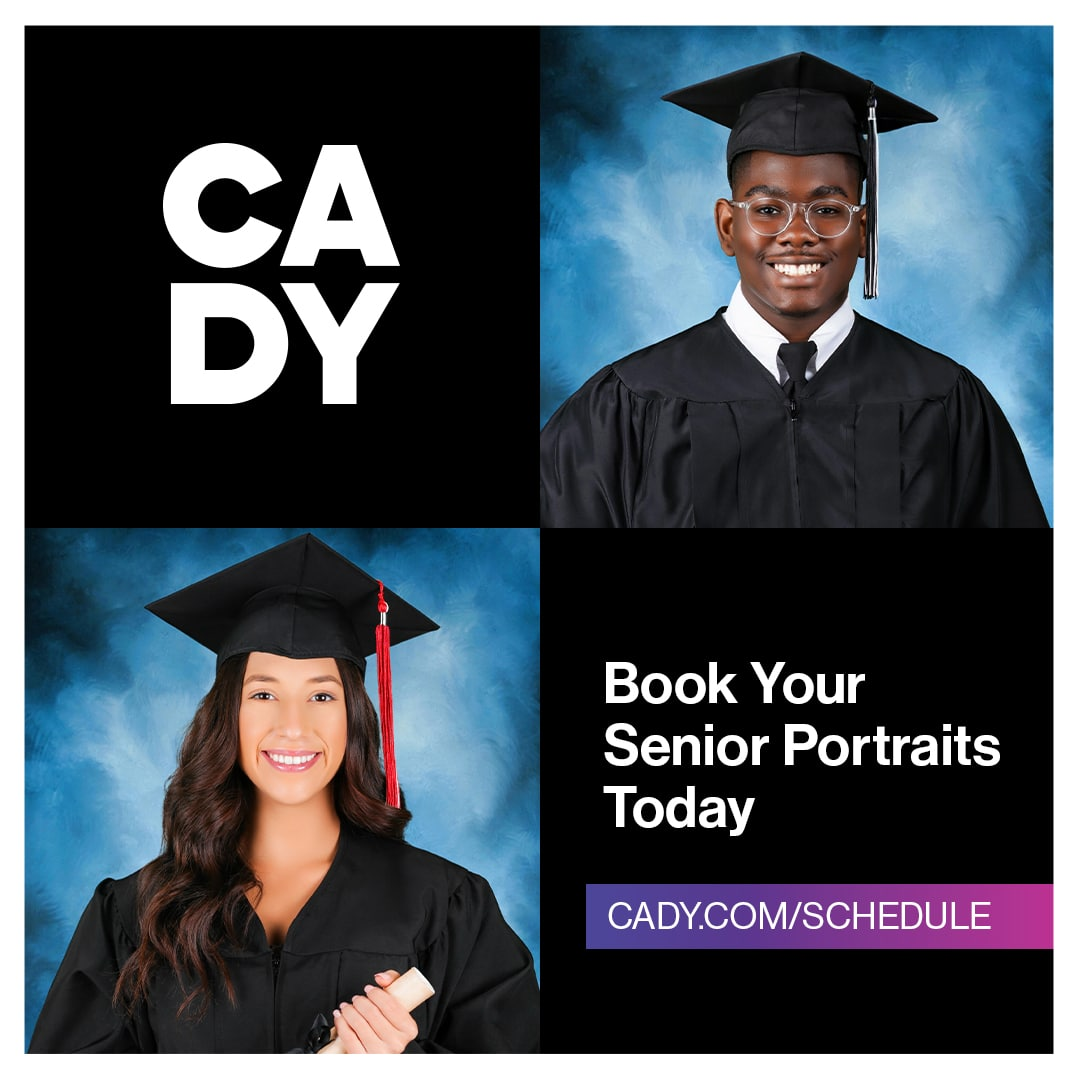 CA
DY
Book Your
Senior Portraits
Today
CADY.COM/SCHEDULE